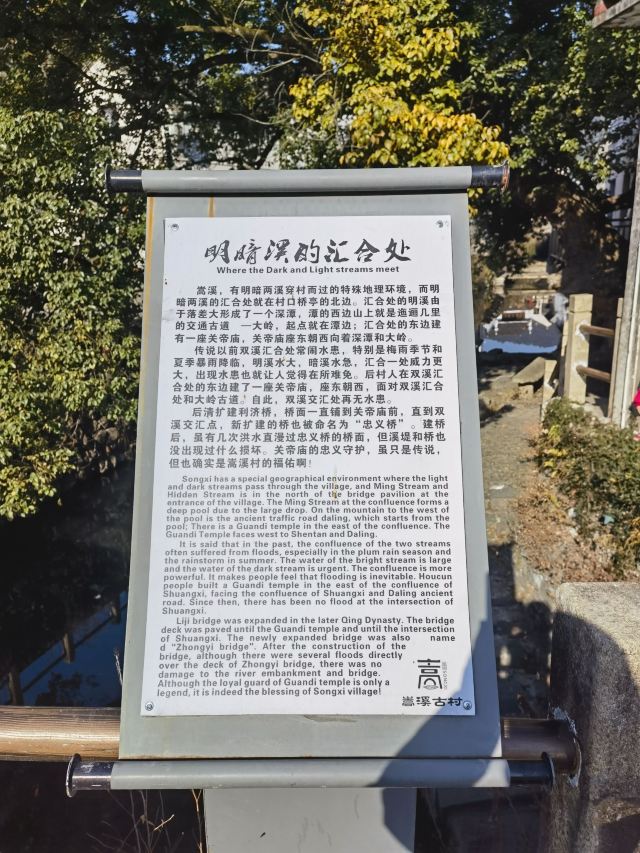 明暗溪的汇合处
Where the Dark and Light streams meet
嵩溪，有明暗两溪穿村而过的特殊地理环境，而明
暗两溪的汇合处就在村口桥亭的北边。汇合处的明溪由
于落差大形成了一个深潭，潭的西边山上就是迤逦几里
的交通古道 —大岭，起点就在潭边；汇合处的东边建
有一座关帝庙，关帝庙座东朝西向着深潭和大岭。
传说以前双溪汇合处常闹水患，特别是梅雨季节和
夏季暴雨降临，明溪水大，暗溪水急，汇合一处威力更
大，出现水患也就让人觉得在所难免。后村人在双溪汇
合处的东边建了一座关帝庙，座东朝西，面对双溪汇合
处和大岭古道。自此，双溪交汇处再无水患。
后清扩建利济桥，桥面一直铺到关帝庙前，直到双
溪交汇点，新扩建的桥也被命名为“忠义桥”。建桥
后，虽有几次洪水直漫过忠义桥的桥面，但溪堤和桥也
没出现过什么损坏。关帝庙的忠义守护，虽只是传说，
但也确实是嵩溪村的福佑啊！
Songxi has a special geographical environment where the light
and dark streams pass through the village, and Ming Stream and
Hidden Stream is in the north of the bridge pavilion at the
entrance of the village. The Ming Stream at the confluence forms a
deep pool due to the large drop. On the mountain to the west of
the pool is the ancient traffic road daling, which starts from the
pool; There is a Guandi temple in the east of the confluence. The
Guandi Temple faces west to Shentan and Daling.
It is said that in the past, the confluence of the two streams
often suffered from floods, especially in the plum rain season and
the rainstorm in summer. The water of the bright stream is large
and the water of the dark stream is urgent. The confluence is more
powerful. It makes people feel that flooding is inevitable. Houcun
people built a Guandi temple in the east of the confluence of
Shuangxi, facing the confluence of Shuangxi and Daling ancient
road. Since then, there has been no flood at the intersection of
Shuangxi.
Liji bridge was expanded in the later Qing Dynasty. The bridge
deck was paved until the Guandi temple and until the intersection
of Shuangxi. The newly expanded bridge was also name
d “Zhongyi bridge”. After the construction of the
bridge, although there were several floods directly
over the deck of Zhongyi bridge, there was no
damage to the river embankment and bridge.
Although the loyal guard of Guandi temple is only a
legend, it is indeed the blessing of Songxi village!
嵩溪古村